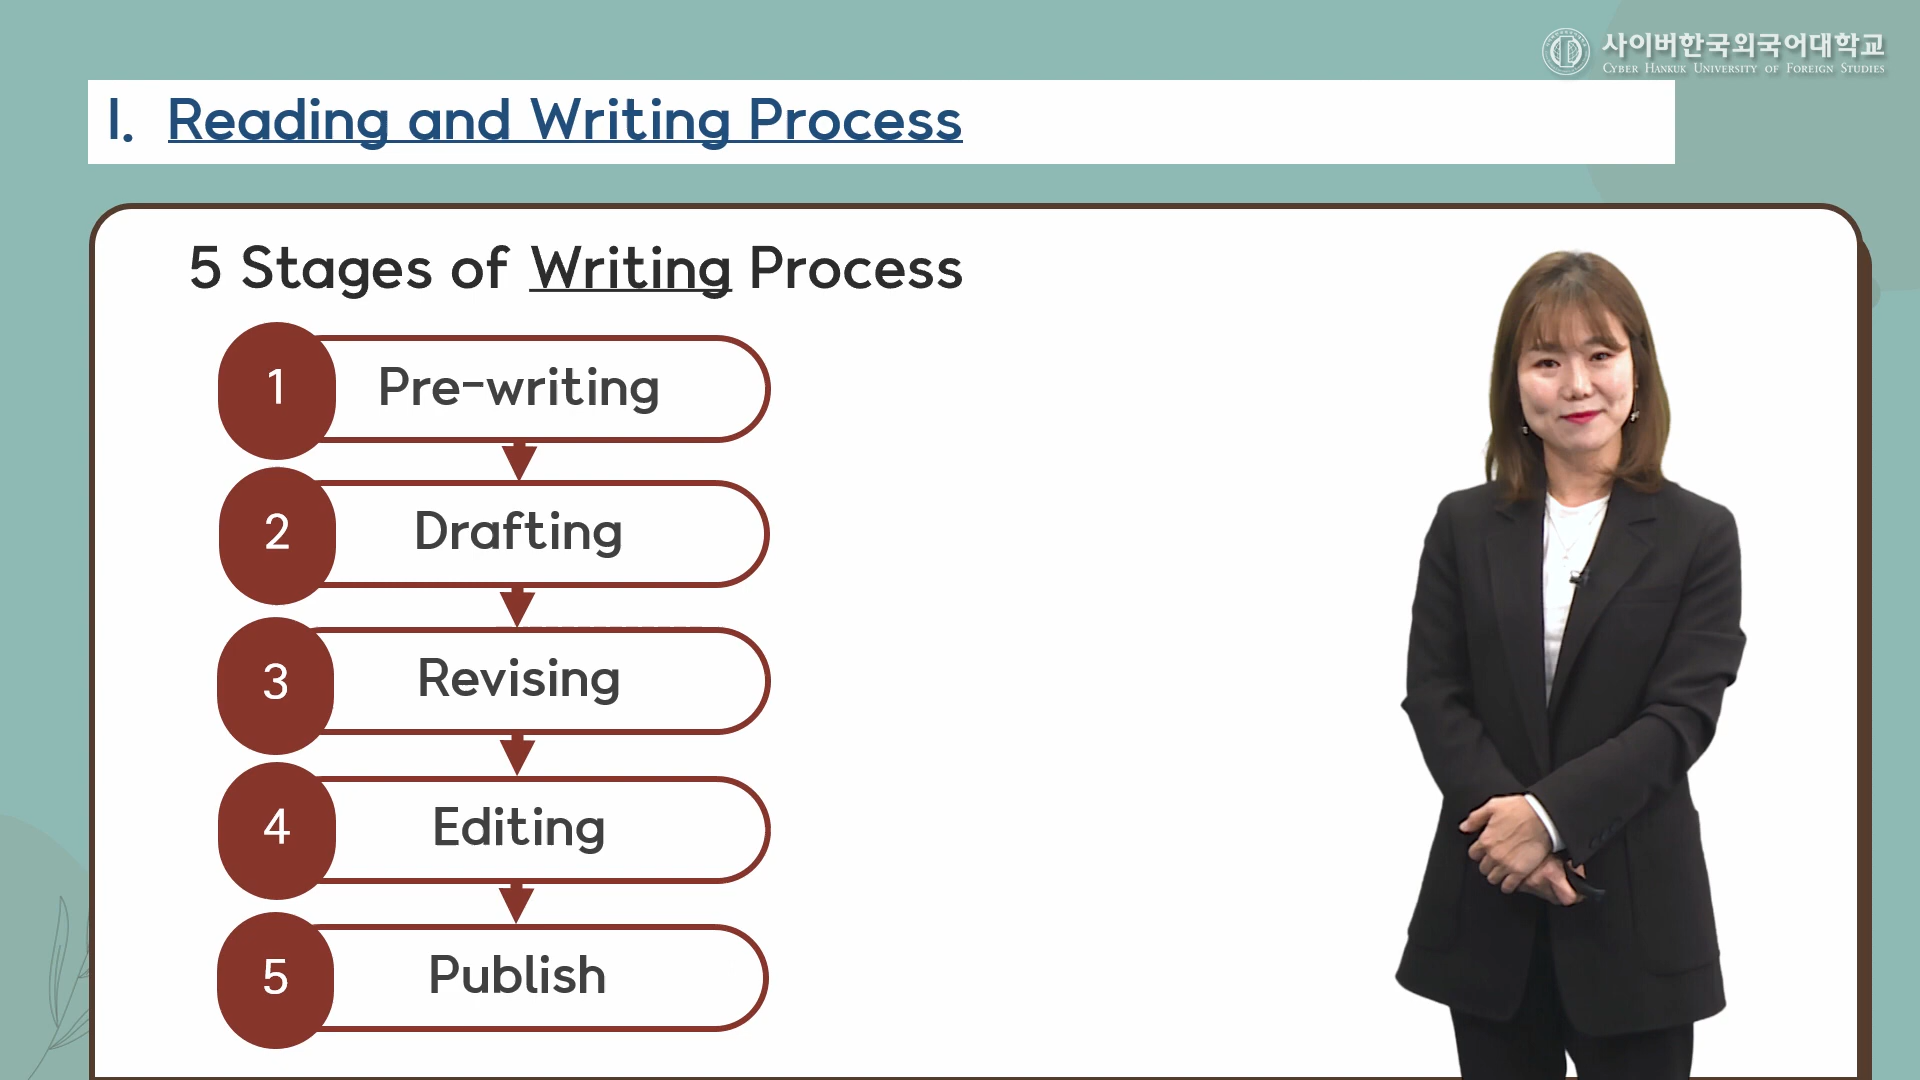 사이버한국외국어대학교
CYBER HANKUK UNIVERSITY OF FOREIGN STUDIES
I. Reading and Writing Process
5 Stages of Writing Process
1 Pre-writing
2 Drafting
3 Revising
4 Editing
5 Publish